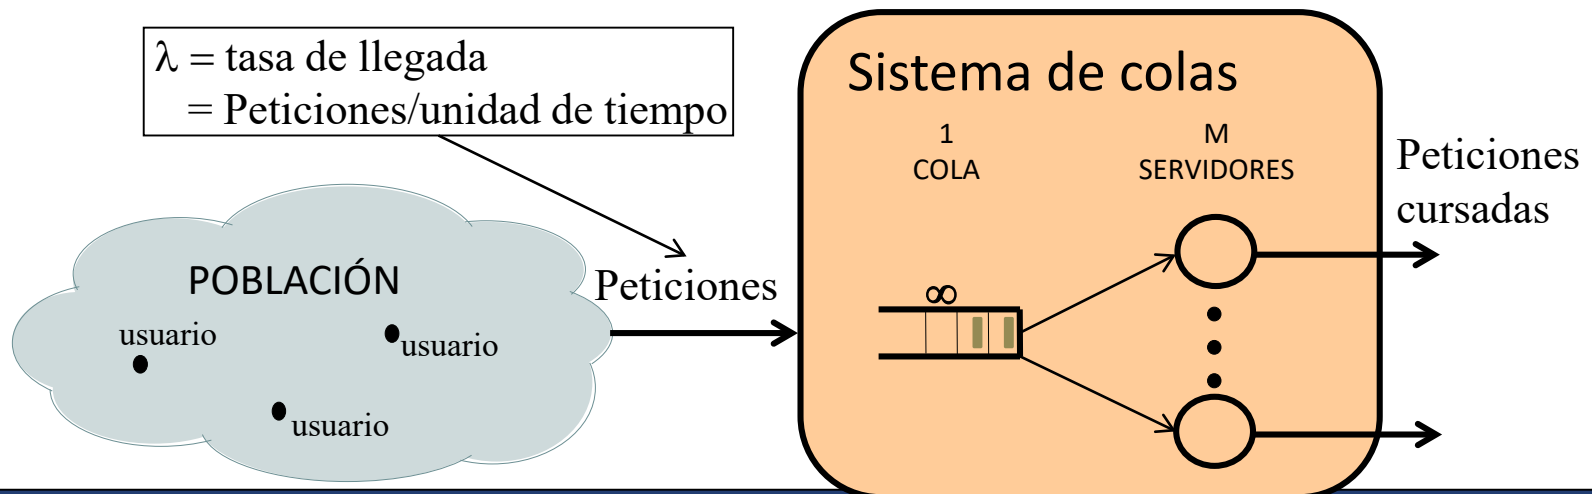 λ = tasa de llegada
= Peticiones/unidad de tiempo
Sistema de colas
1
COLA
M
SERVIDORES
Peticiones
cursadas
POBLACIÓN
Peticiones
∞
usuario
usuario
usuario